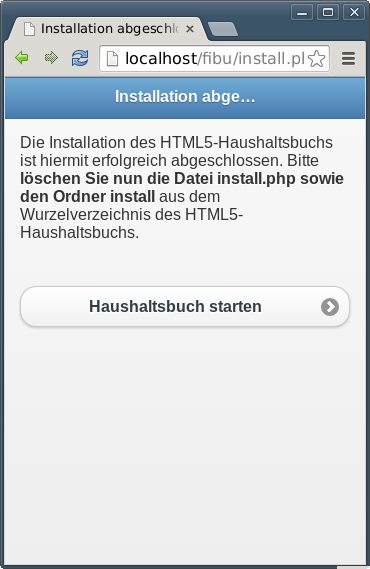 Installation abgeschl
localhost/fibu/install.pl
Installation abge…
Die Installation des HTML5-Haushaltsbuchs
ist hiermit erfolgreich abgeschlossen. Bitte
löschen Sie nun die Datei install.php sowie
den Ordner install aus dem
Wurzelverzeichnis des HTML5-
Haushaltsbuchs.
Haushaltsbuch starten